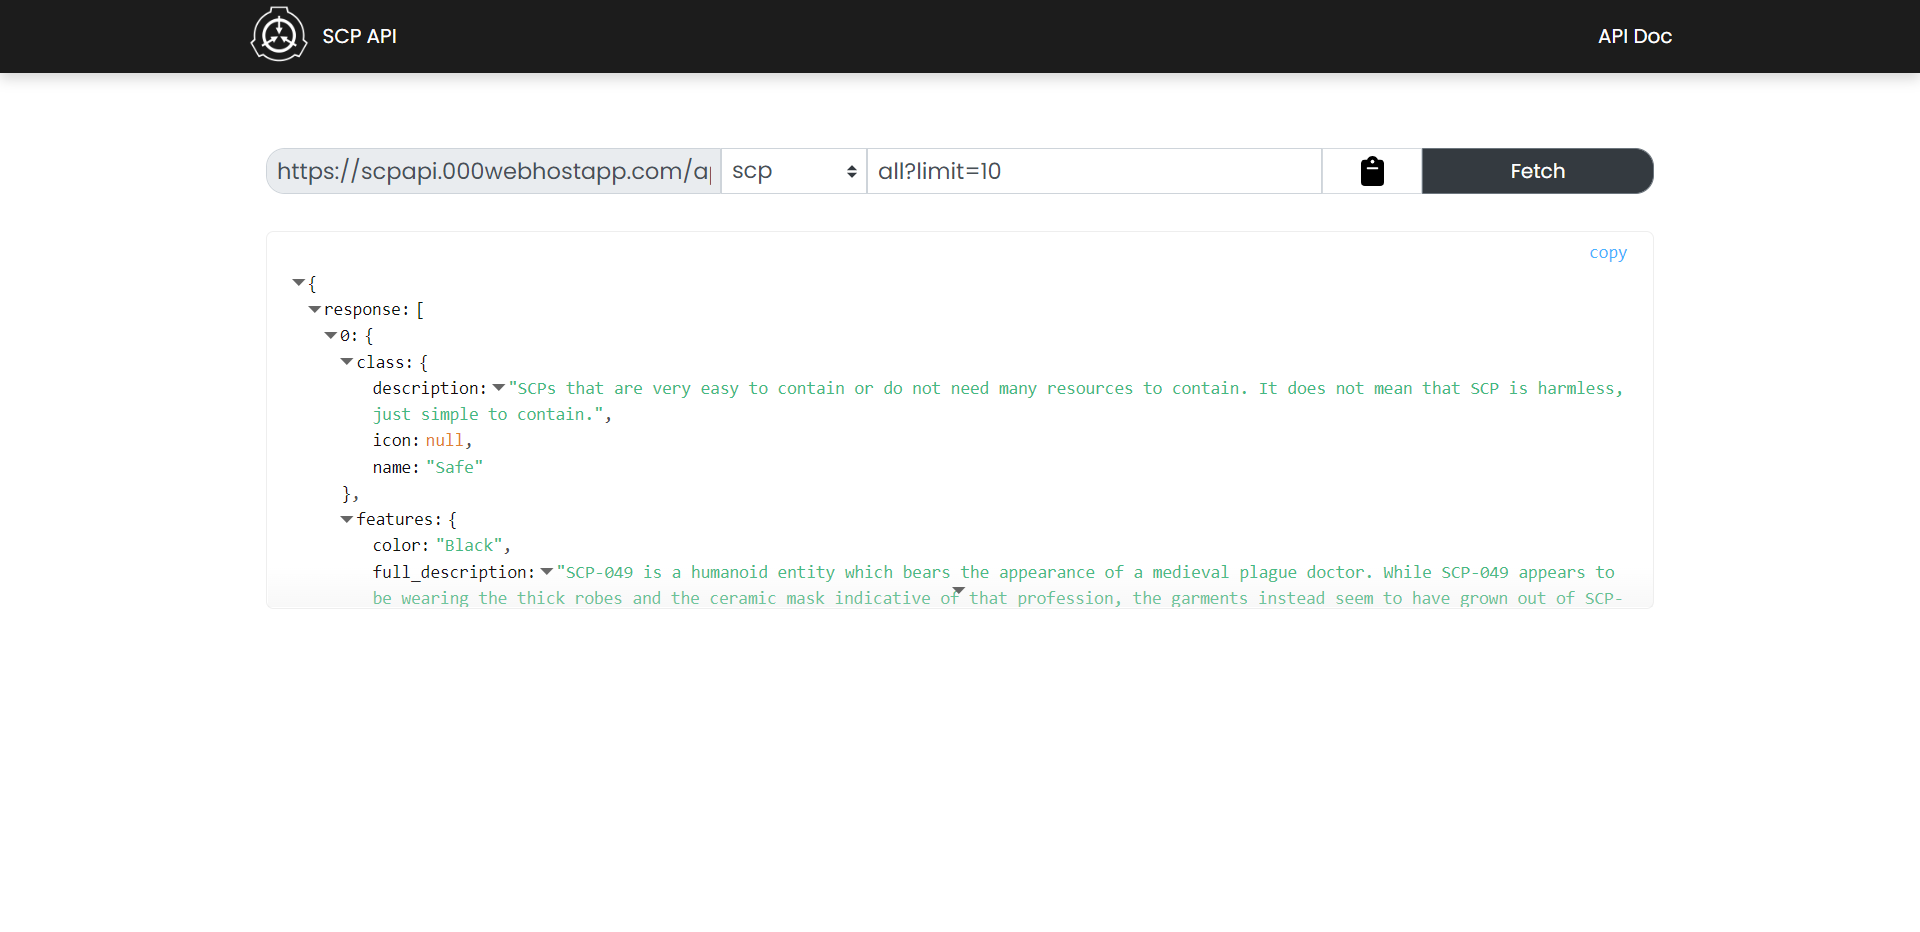 SCP API
API Doc
https://scpapi.000webhostapp.com/ap
scp
all?limit=10
Fetch
copy
{
response: [
0: {
class: {
description: "SCPs that are very easy to contain or do not need many resources to contain. It does not mean that SCP is harmless,
just simple to contain.",
icon: null,
name: "Safe"
},
features: {
color: "Black",
full_description: "SCP-049 is a humanoid entity which bears the appearance of a medieval plague doctor. While SCP-049 appears to
be wearing the thick robes and the ceramic mask indicative of that profession, the garments instead seem to have grown out of SCP-